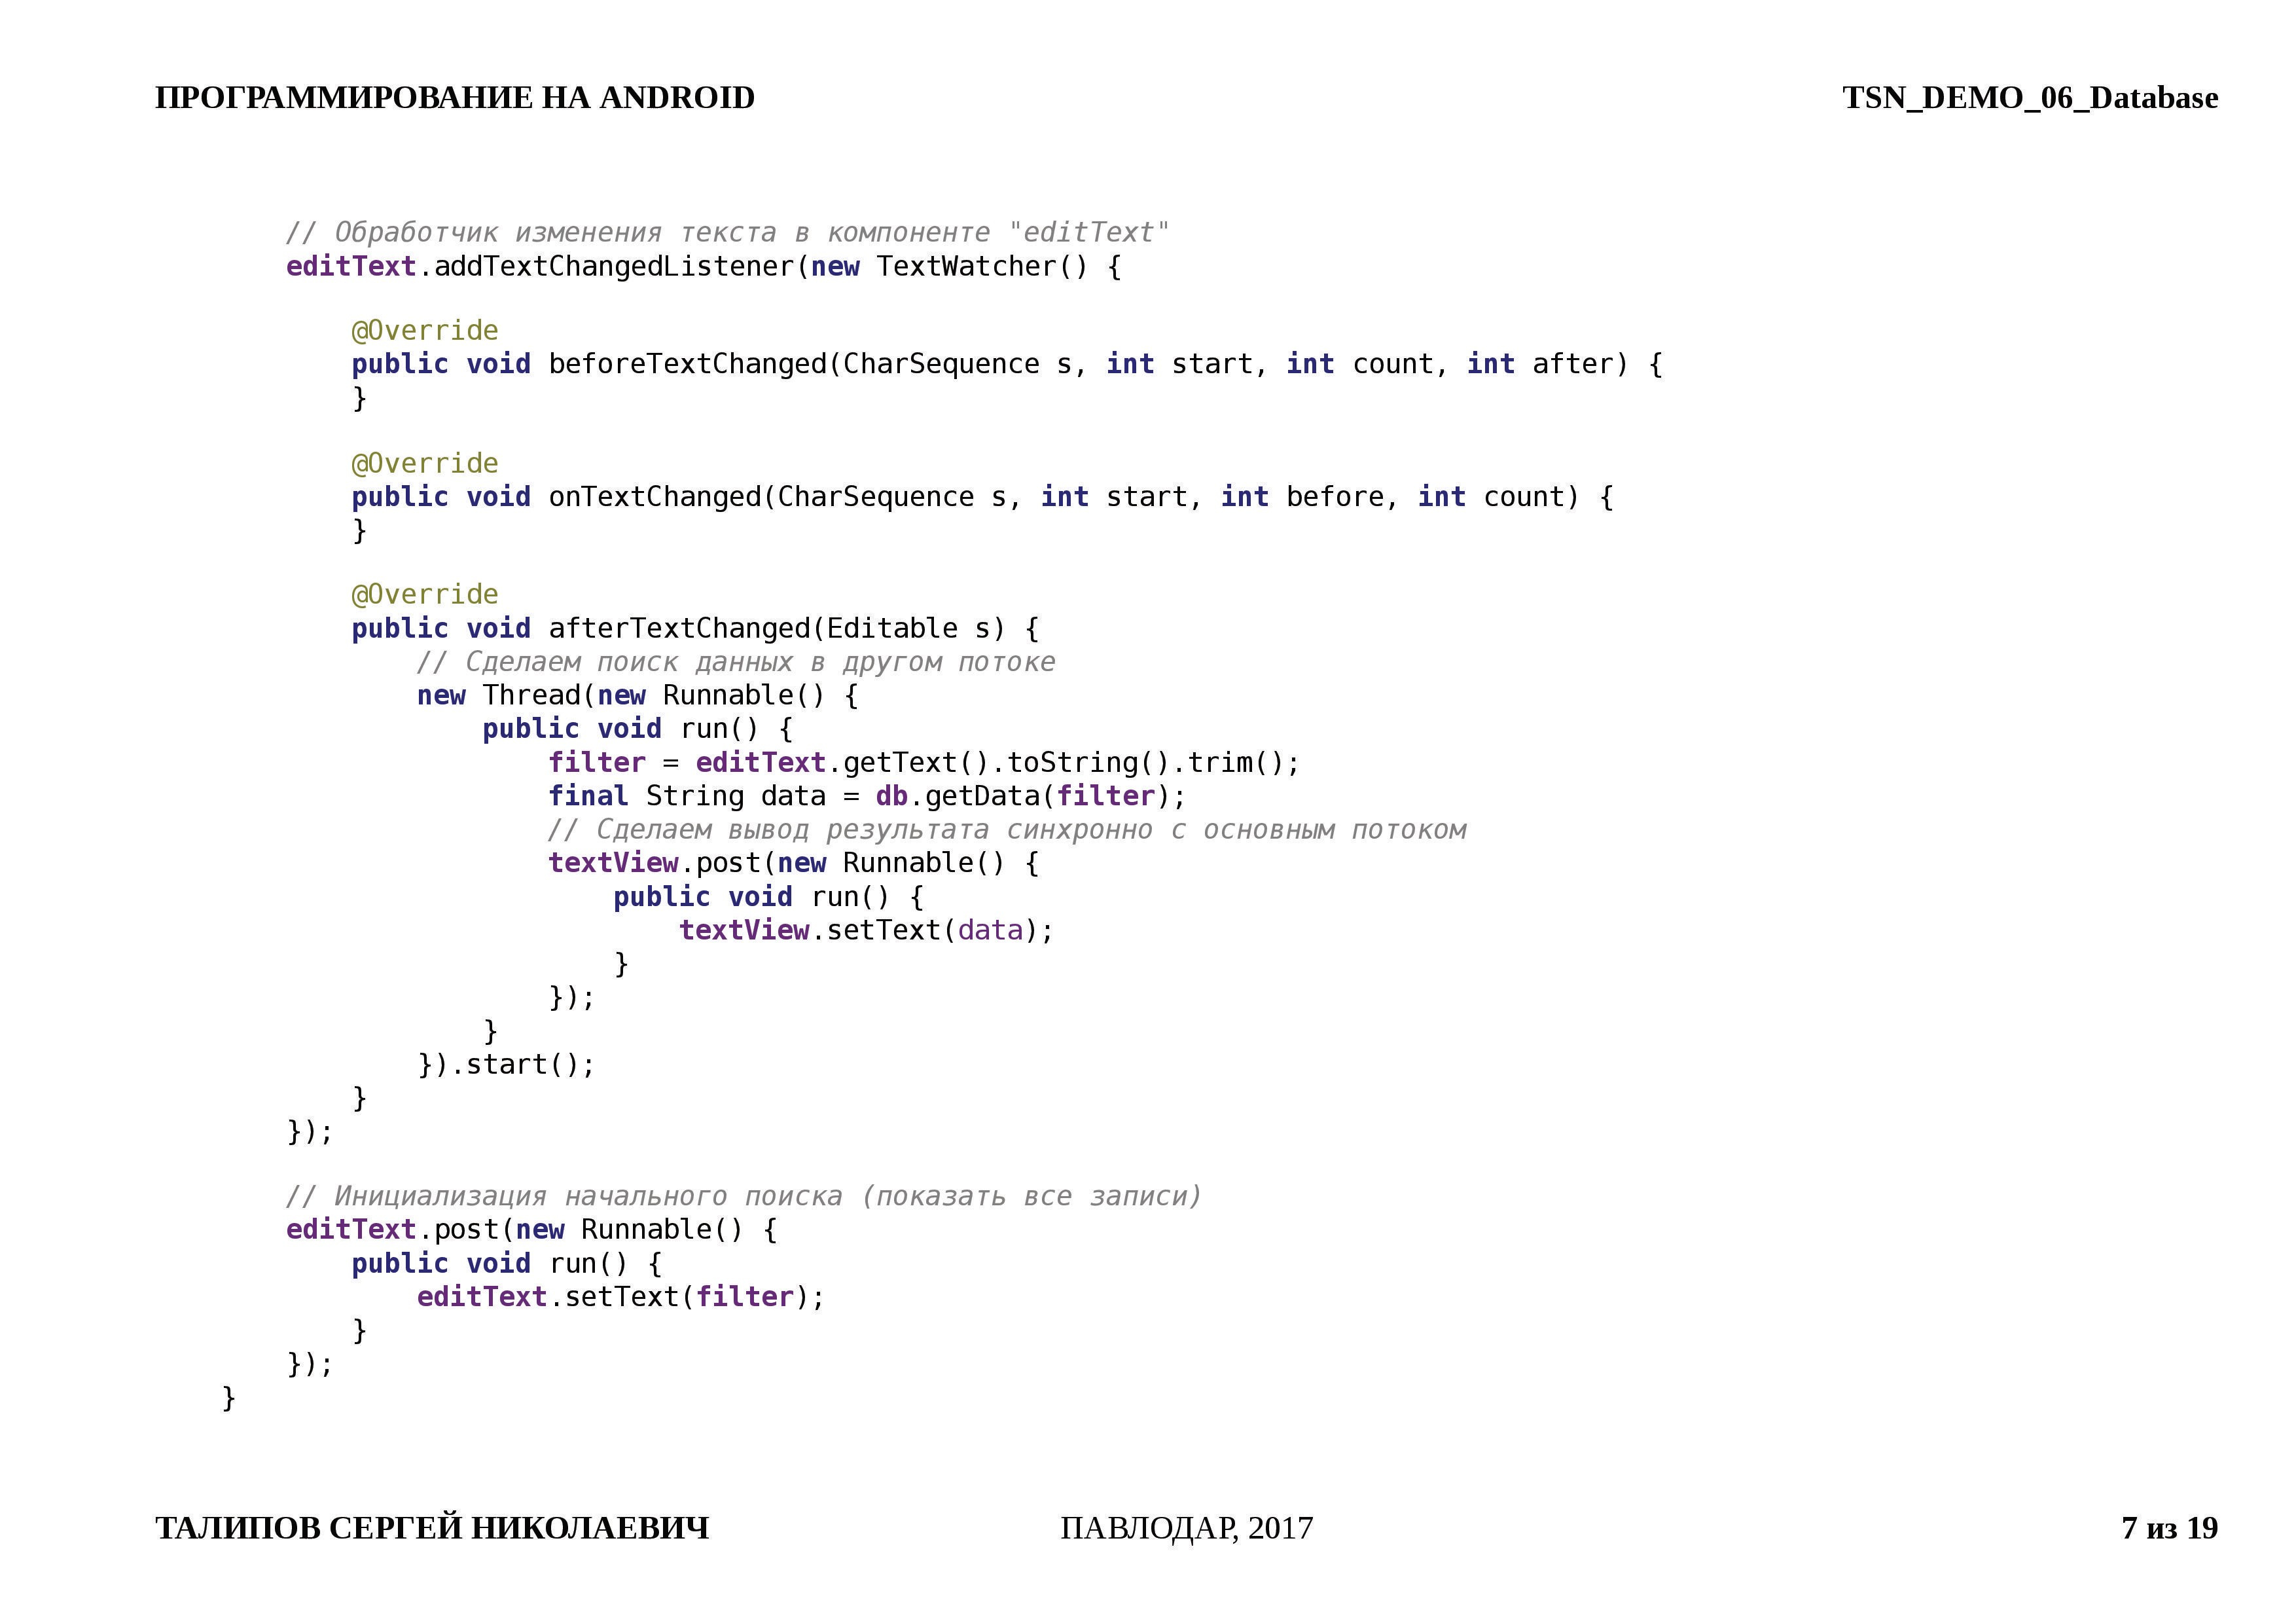 ПРОГРАММИРОВАНИЕ НА ANDROID TSN_DEMO_06_Database
// Обработчик изменения текста в компоненте "editText"
editText.addTextChangedListener(new TextWatcher() {
@Override
public void beforeTextChanged(CharSequence s, int start, int count, int after) {
}
@Override
public void onTextChanged(CharSequence s, int start, int before, int count) {
}
@Override
public void afterTextChanged(Editable s) {
// Сделаем поиск данных в другом потоке
new Thread(new Runnable() {
public void run() {
filter = editText.getText().toString().trim();
final String data = db.getData(filter);
// Сделаем вывод результата синхронно с основным потоком
textView.post(new Runnable() {
public void run() {
textView.setText(data);
}
});
}
}).start();
}
});
// Инициализация начального поиска (показать все записи)
editText.post(new Runnable() {
public void run() {
editText.setText(filter);
}
});
}
ТАЛИПОВ СЕРГЕЙ НИКОЛАЕВИЧ ПАВЛОДАР, 2017 7 из 19